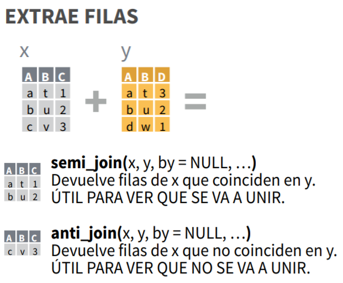 EXTRAE FILAS
x y
A B C
a t 1
b u 2
c v 3
+
A B D
a t 3
b u 2
d w 1
=
A B C
a t 1
b u 2
semi_join(x, y, by = NULL, …)
Devuelve filas de x que coinciden en y.
ÚTIL PARA VER QUE SE VA A UNIR.
A B C
c v 3
anti_join(x, y, by = NULL, …)
Devuelve filas de x que no coinciden en y.
ÚTIL PARA VER QUE NO SE VA A UNIR.